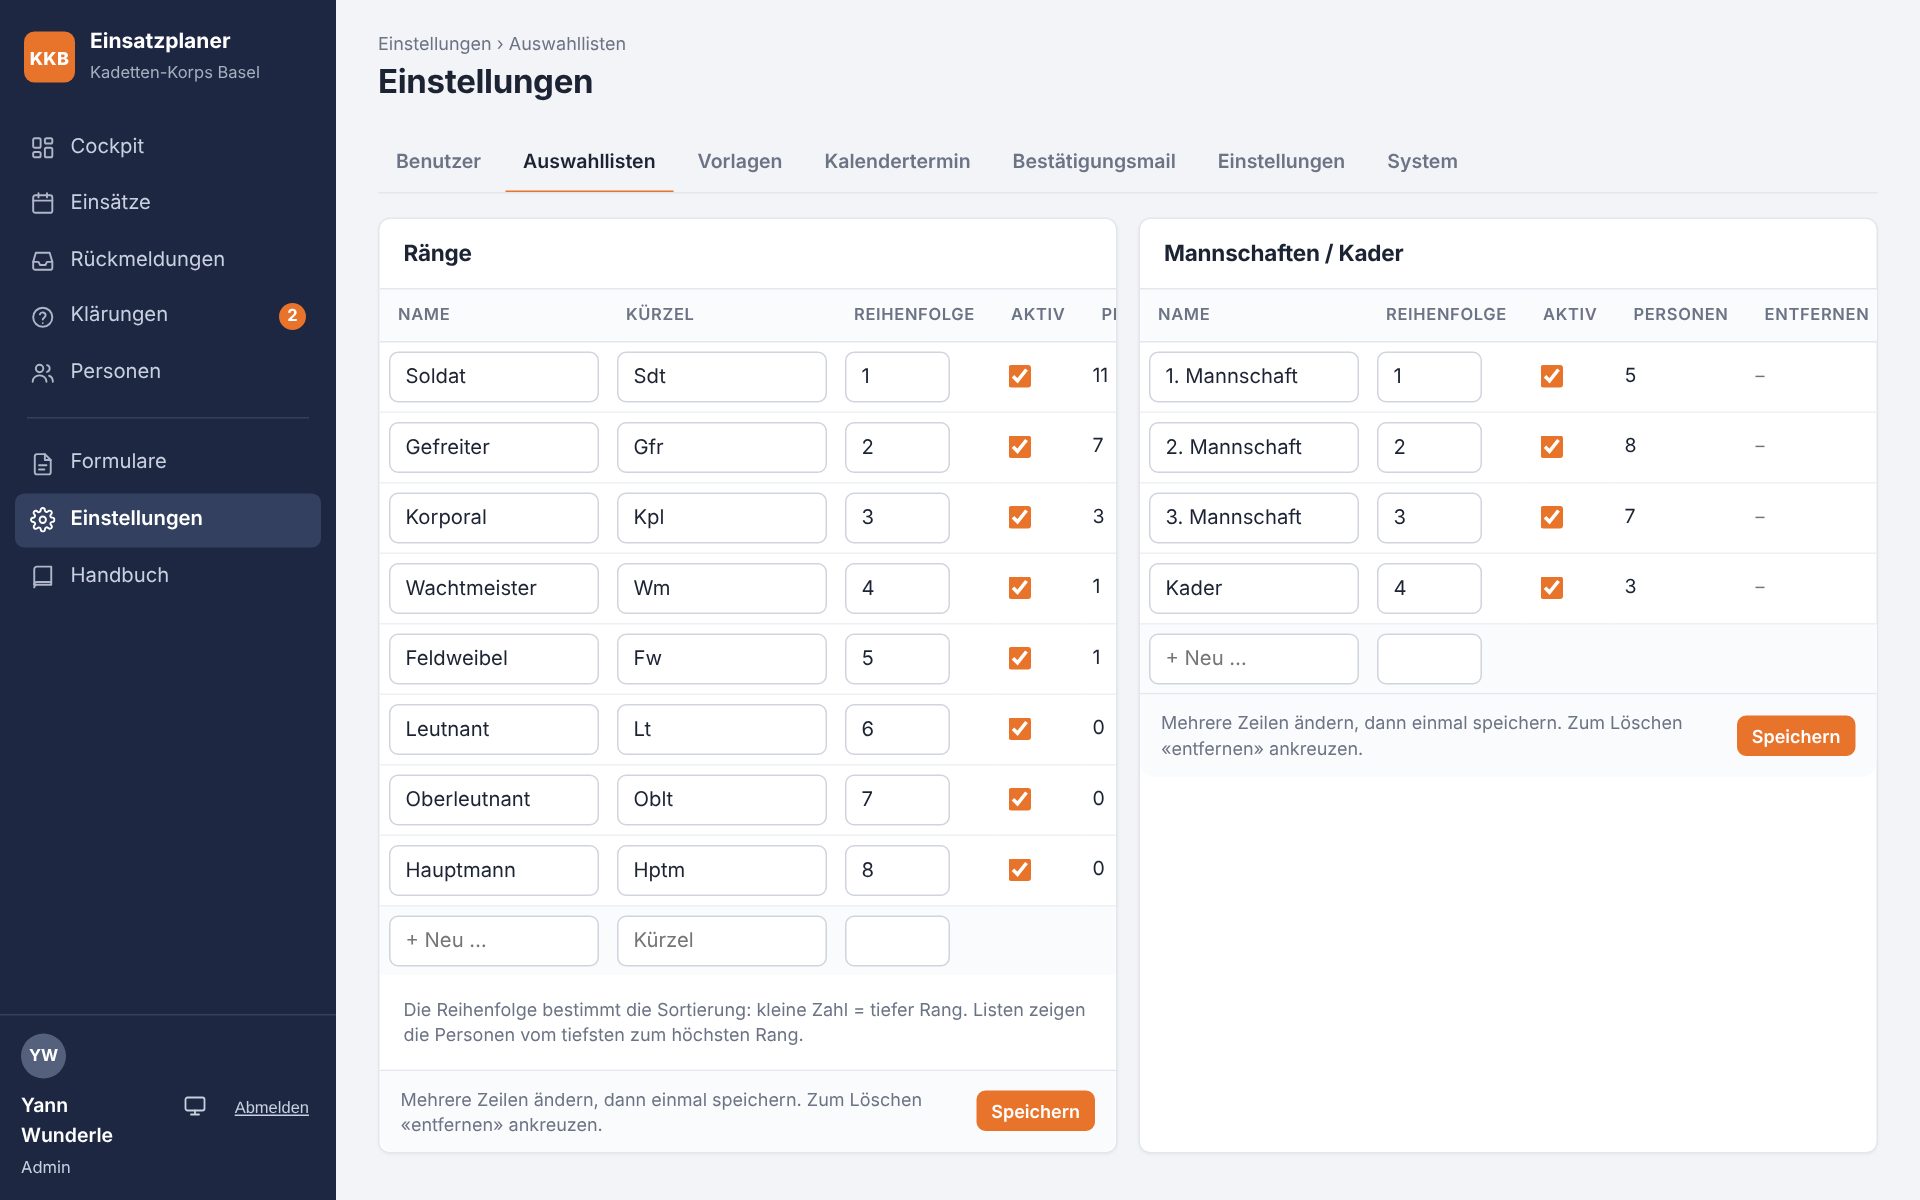 KKB
Einsatzplaner
Kadetten-Korps Basel
Cockpit
Einsätze
Rückmeldungen
Klärungen 2
Personen
Formulare
Einstellungen
Handbuch
YW
Yann
Wunderle
Admin
Abmelden
Einstellungen › Auswahllisten
Einstellungen
Benutzer Auswahllisten Vorlagen Kalendertermin Bestätigungsmail Einstellungen System
Ränge
NAME KÜRZEL REIHENFOLGE AKTIV
Soldat Sdt 1 11
Gefreiter Gfr 2 7
Korporal Kpl 3 3
Wachtmeister Wm 4 1
Feldweibel Fw 5 1
Leutnant Lt 6 0
Oberleutnant Oblt 7 0
Hauptmann Hptm 8 0
+ Neu ... Kürzel
Die Reihenfolge bestimmt die Sortierung: kleine Zahl = tiefer Rang. Listen zeigen
die Personen vom tiefsten zum höchsten Rang.
Mehrere Zeilen ändern, dann einmal speichern. Zum Löschen
«entfernen» ankreuzen.
Speichern
Mannschaften / Kader
NAME REIHENFOLGE AKTIV PERSONEN ENTFERNEN
1. Mannschaft 1 5 –
2. Mannschaft 2 8 –
3. Mannschaft 3 7 –
Kader 4 3 –
+ Neu ...
Mehrere Zeilen ändern, dann einmal speichern. Zum Löschen
«entfernen» ankreuzen.
Speichern